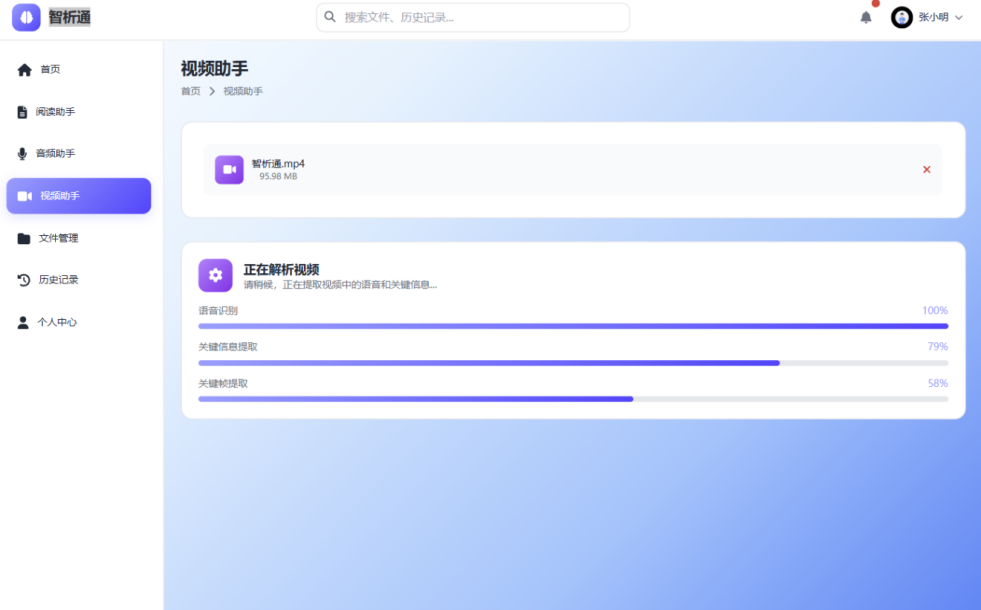 智析通
搜索文件、历史记录...
张小明
首页
阅读助手
音频助手
视频助手
文件管理
历史记录
个人中心
视频助手
首页 > 视频助手
智析通.mp4
95.98 MB
正在解析视频
请稍候，正在提取视频中的语音和关键信息...
语音识别 100%
关键信息提取 79%
关键帧提取 58%